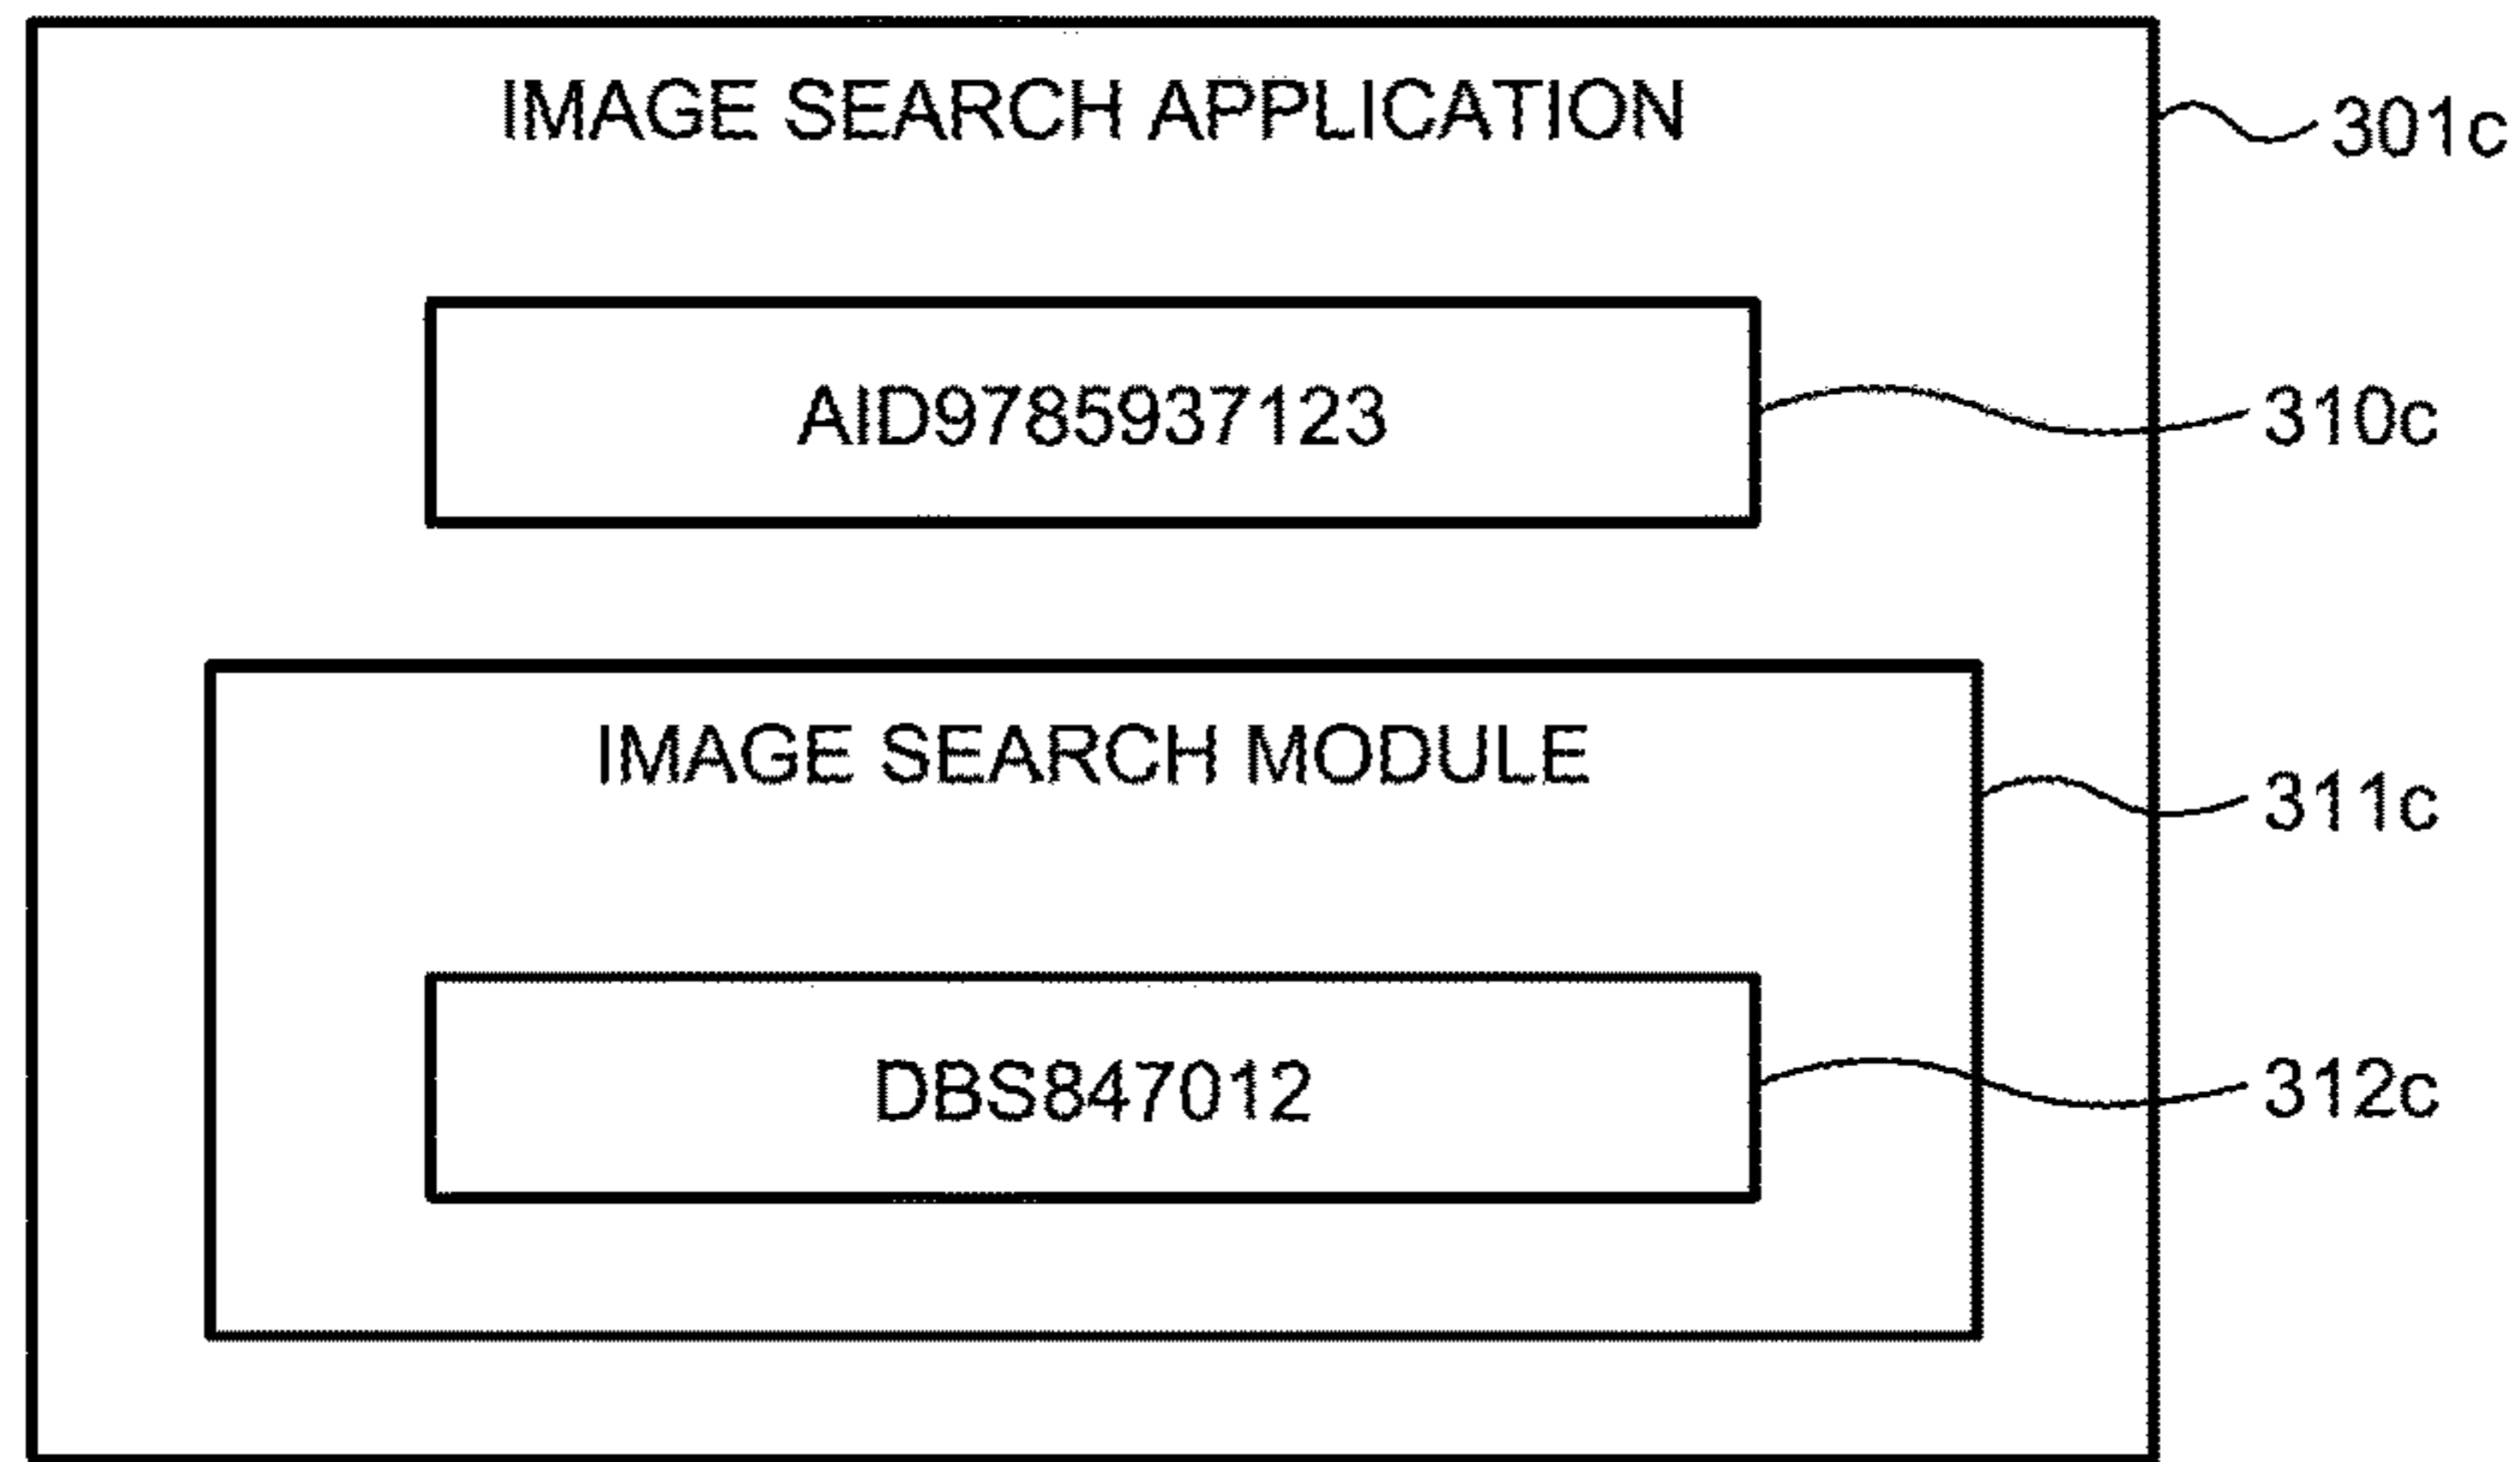 IMAGE SEARCH APPLICATION
301c
AID9785937123
310c
IMAGE SEARCH MODULE
311c
DBS847012
312c